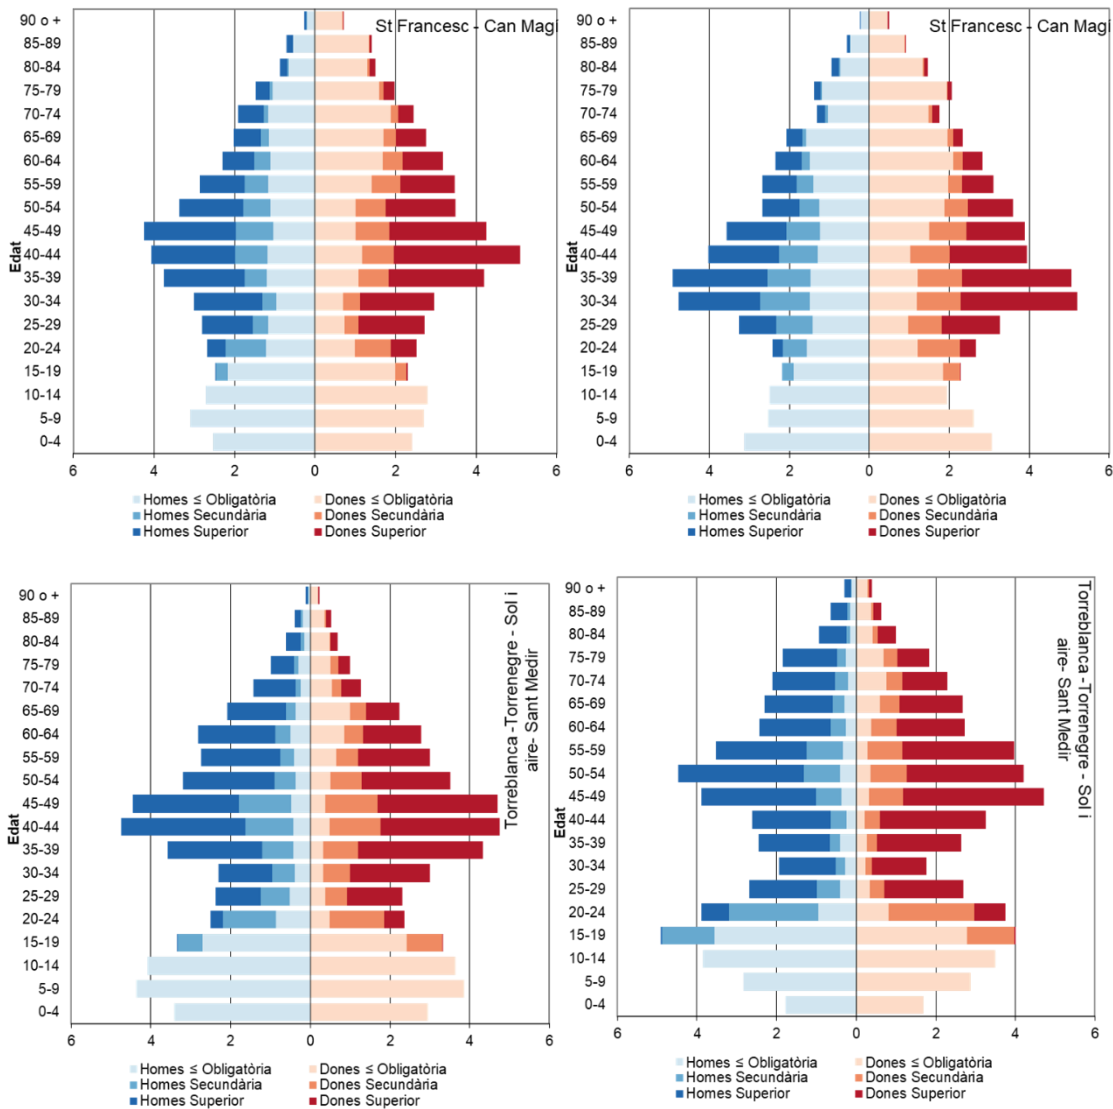 St Francesc - Can Magí
90 o +
85-89
80-84
75-79
70-74
65-69
60-64
55-59
50-54
45-49
40-44
35-39
30-34
25-29
20-24
15-19
10-14
5-9
0-4
Edat
6 4 2 0 2 4 6
Homes ≤ Obligatòria Dones ≤ Obligatòria
Homes Secundària Dones Secundària
Homes Superior Dones Superior
St Francesc - Can Magí
90 o +
85-89
80-84
75-79
70-74
65-69
60-64
55-59
50-54
45-49
40-44
35-39
30-34
25-29
20-24
15-19
10-14
5-9
0-4
6 4 2 0 2 4 6
Homes ≤ Obligatòria Dones ≤ Obligatòria
Homes Secundària Dones Secundària
Homes Superior Dones Superior
Torreblanca -Torrenegre - Sol i
aire- Sant Medir
90 o +
85-89
80-84
75-79
70-74
65-69
60-64
55-59
50-54
45-49
40-44
35-39
30-34
25-29
20-24
15-19
10-14
5-9
0-4
Edat
6 4 2 0 2 4 6
Homes ≤ Obligatòria Dones ≤ Obligatòria
Homes Secundària Dones Secundària
Homes Superior Dones Superior
Torreblanca -Torrenegre - Sol i
aire- Sant Medir
90 o +
85-89
80-84
75-79
70-74
65-69
60-64
55-59
50-54
45-49
40-44
35-39
30-34
25-29
20-24
15-19
10-14
5-9
0-4
Edat
6 4 2 0 2 4 6
Homes ≤ Obligatòria Dones ≤ Obligatòria
Homes Secundària Dones Secundària
Homes Superior Dones Superior